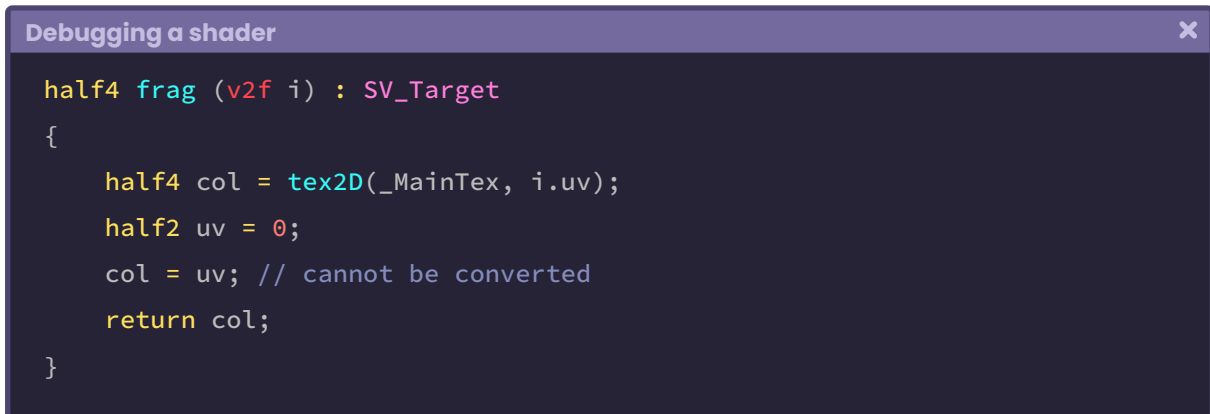 Debugging a shader
half4 frag (v2f i) : SV_Target
{
    half4 col = tex2D(_MainTex, i.uv);
    half2 uv = 0;
    col = uv; // cannot be converted
    return col;
}